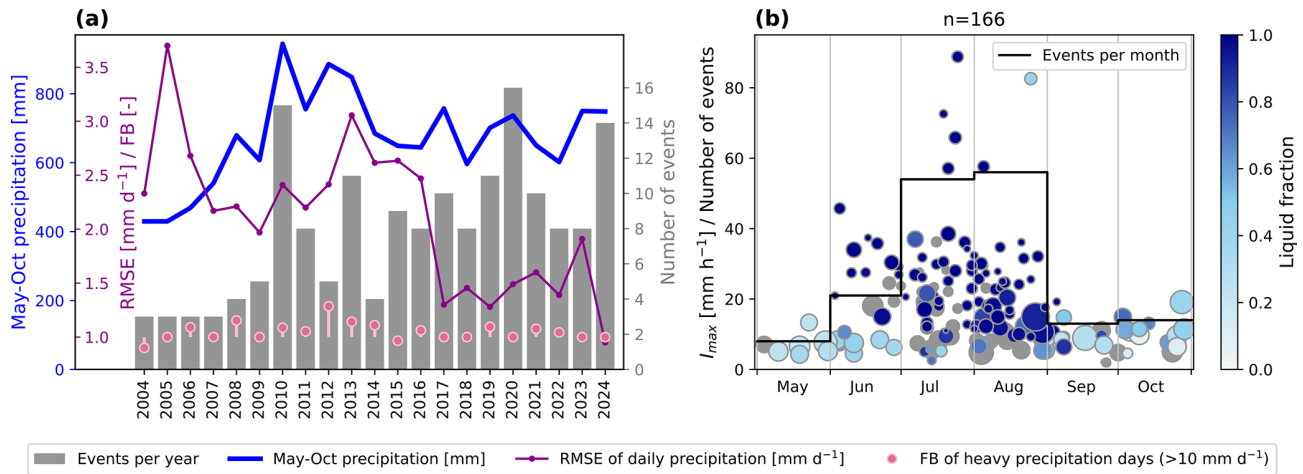 (a)
May-Oct precipitation [mm]
0
200
400
600
800
RMSE [mm d⁻¹] / FB [-]
1.0
1.5
2.0
2.5
3.0
3.5
Number of events
0
2
4
6
8
10
12
14
16
2004
2005
2006
2007
2008
2009
2010
2011
2012
2013
2014
2015
2016
2017
2018
2019
2020
2021
2022
2023
2024
(b)
n=166
Events per month
I_max [mm h⁻¹] / Number of events
0
20
40
60
80
May
Jun
Jul
Aug
Sep
Oct
Liquid fraction
0.0
0.2
0.4
0.6
0.8
1.0
Events per year
May-Oct precipitation [mm]
RMSE of daily precipitation [mm d⁻¹]
FB of heavy precipitation days (>10 mm d⁻¹)